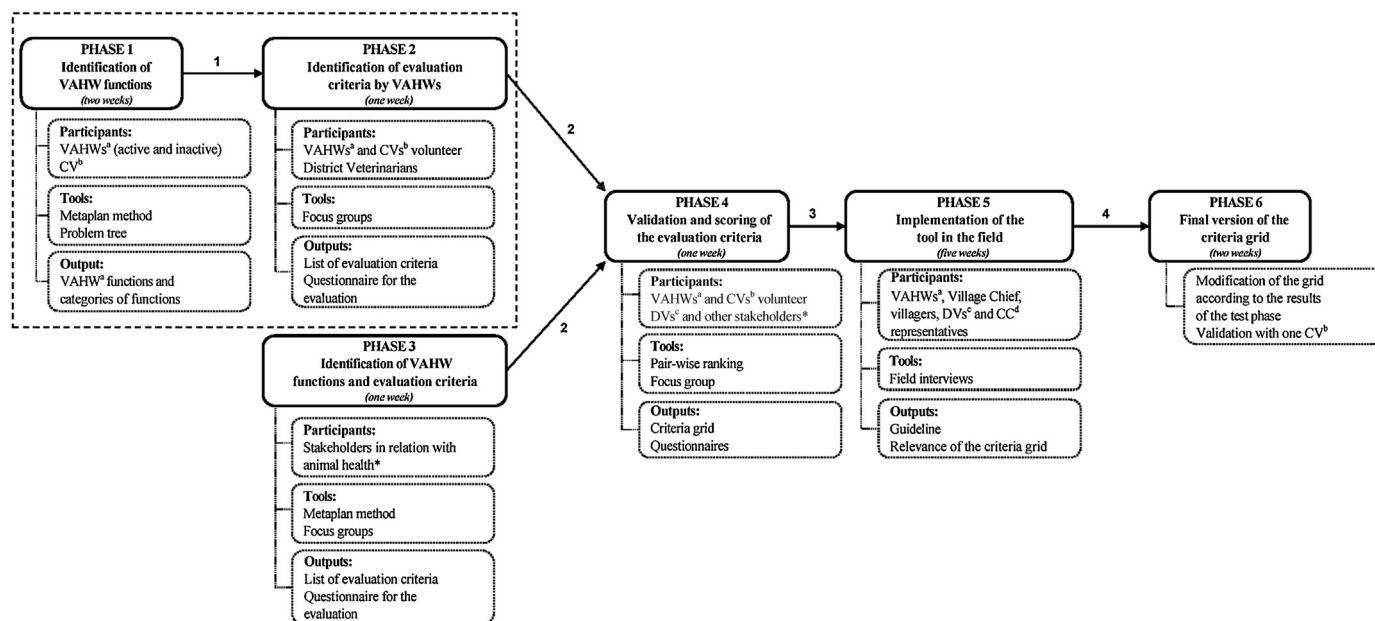 PHASE 1
Identification of
VAHW functions
(two weeks)
Participants:
VAHWsᵃ (active and inactive)
CVᵇ
Tools:
Metaplan method
Problem tree
Output:
VAHWᵃ functions and
categories of functions
1
PHASE 2
Identification of evaluation
criteria by VAHWs
(one week)
Participants:
VAHWsᵃ and CVsᵇ volunteer
District Veterinarians
Tools:
Focus groups
Outputs:
List of evaluation criteria
Questionnaire for the
evaluation
2
PHASE 3
Identification of VAHW
functions and evaluation criteria
(one week)
Participants:
Stakeholders in relation with
animal health*
Tools:
Metaplan method
Focus groups
Outputs:
List of evaluation criteria
Questionnaire for the
evaluation
2
PHASE 4
Validation and scoring of
the evaluation criteria
(one week)
Participants:
VAHWsᵃ and CVsᵇ volunteer
DVsᶜ and other stakeholders*
Tools:
Pair-wise ranking
Focus group
Outputs:
Criteria grid
Questionnaires
3
PHASE 5
Implementation of the
tool in the field
(five weeks)
Participants:
VAHWsᵃ, Village Chief,
villagers, DVsᶜ and CCᵈ
representatives
Tools:
Field interviews
Outputs:
Guideline
Relevance of the criteria grid
4
PHASE 6
Final version of the
criteria grid
(two weeks)
Modification of the grid
according to the results
of the test phase
Validation with one CVᵇ